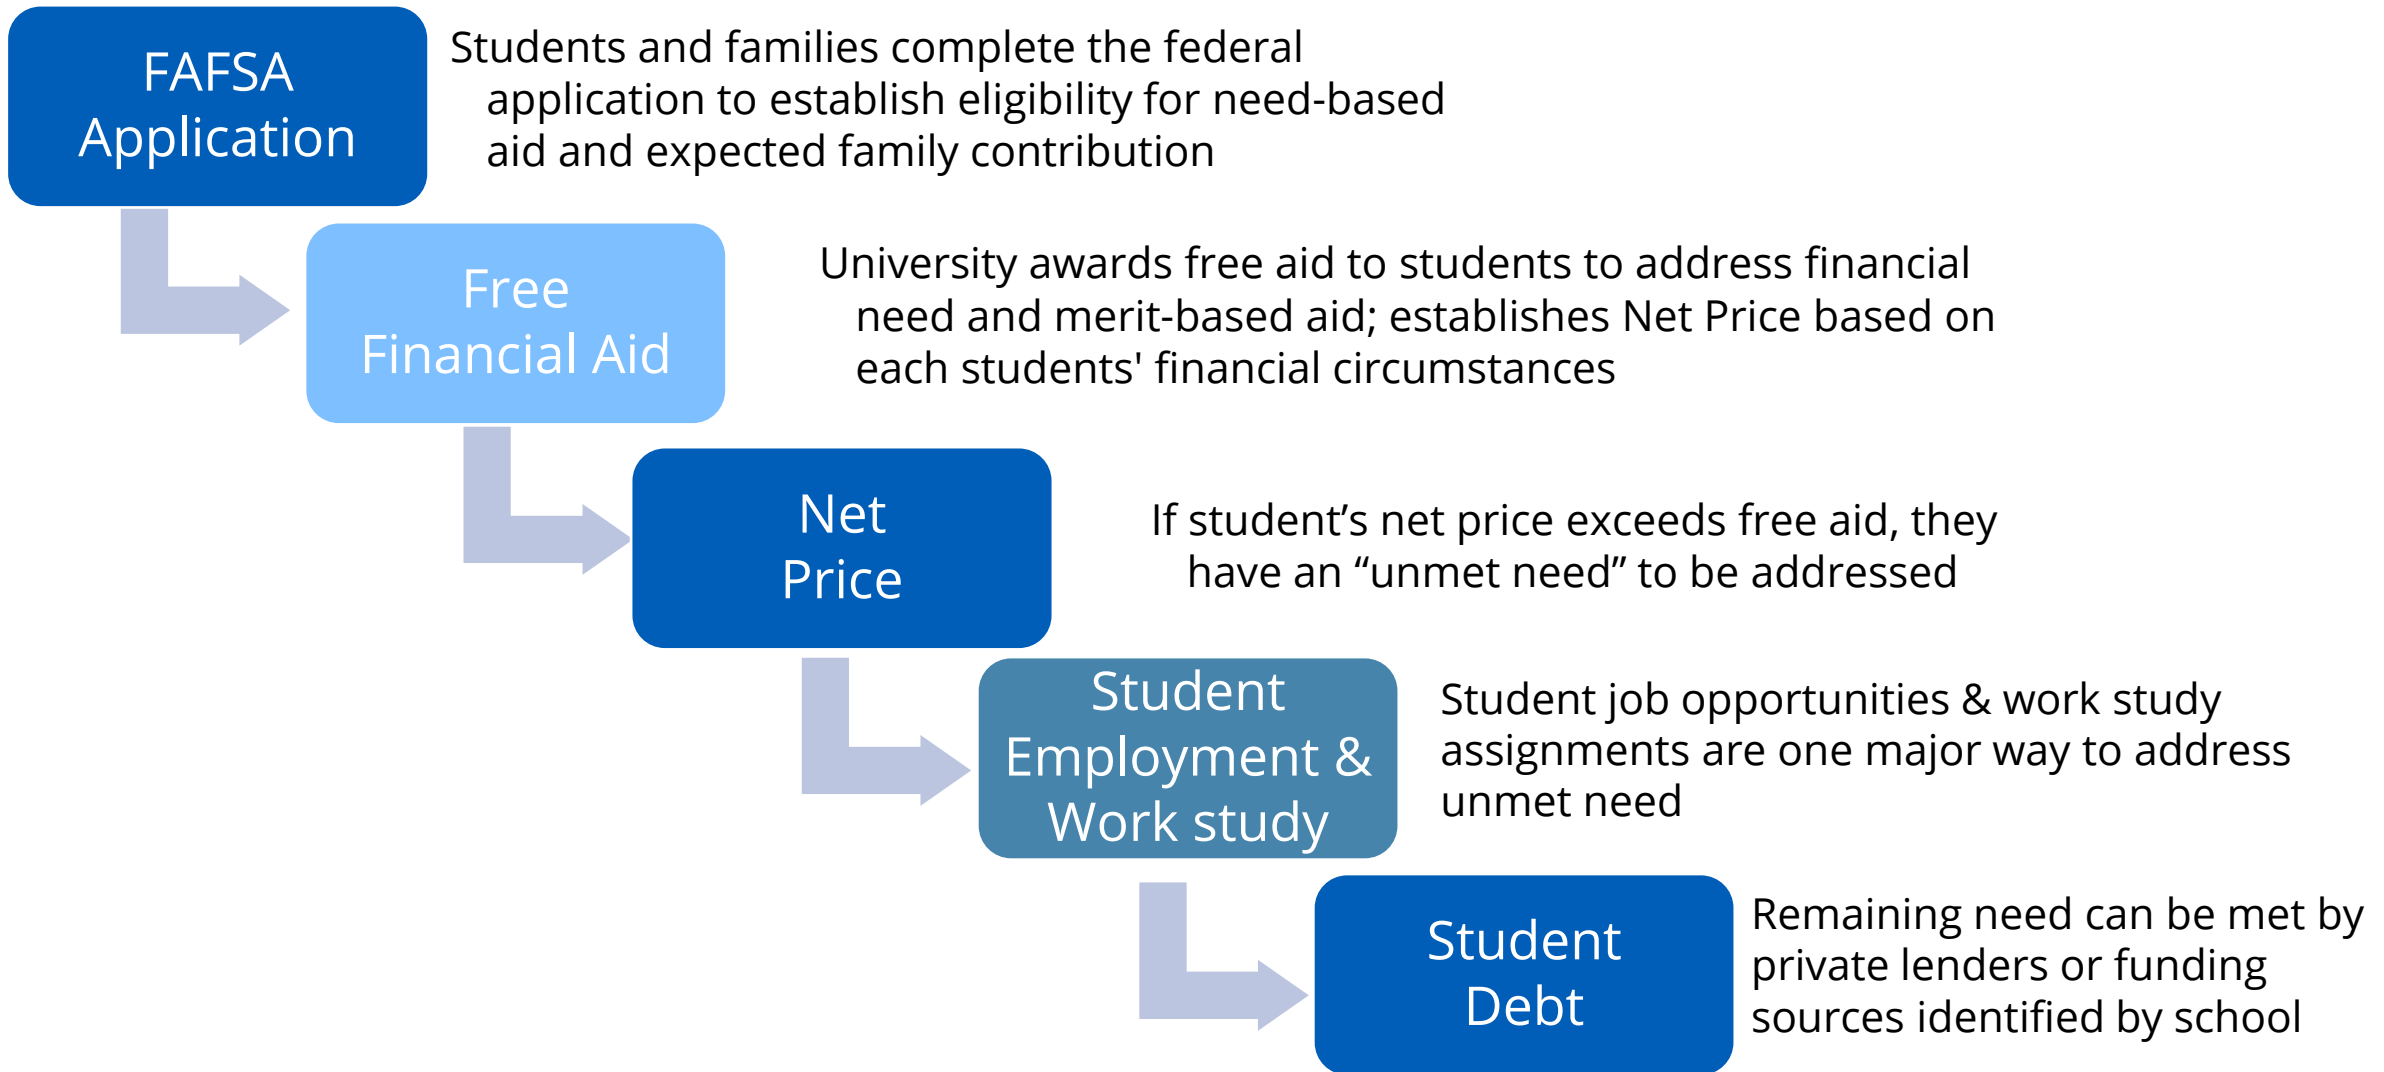 FAFSA
Application
Students and families complete the federal
application to establish eligibility for need-based
aid and expected family contribution
Free
Financial Aid
University awards free aid to students to address financial
need and merit-based aid; establishes Net Price based on
each students' financial circumstances
Net
Price
If student’s net price exceeds free aid, they
have an “unmet need” to be addressed
Student
Employment &
Work study
Student job opportunities & work study
assignments are one major way to address
unmet need
Student
Debt
Remaining need can be met by
private lenders or funding
sources identified by school